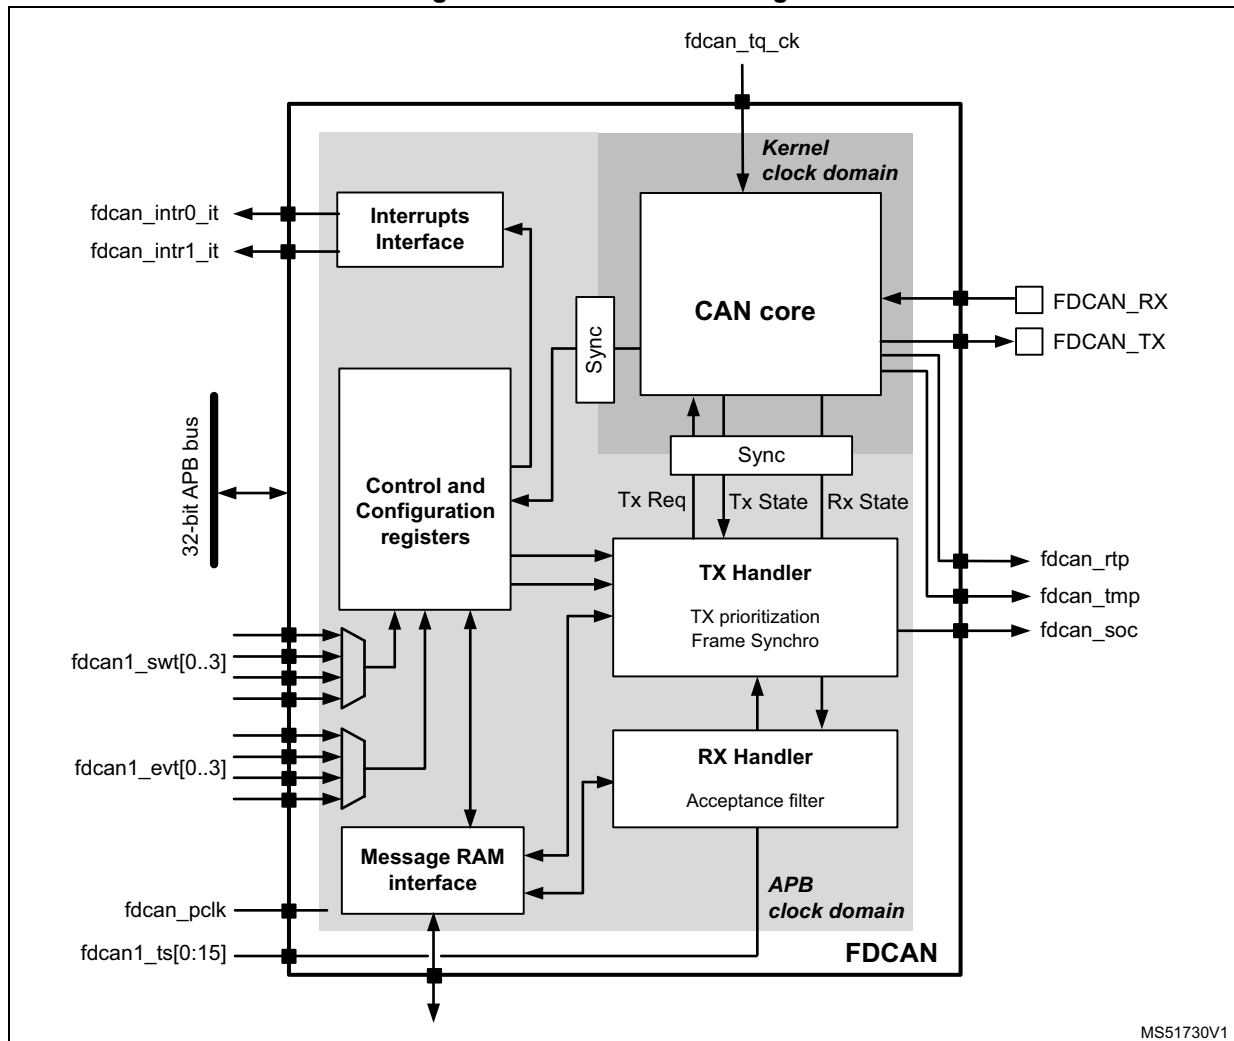 fdcan_tq_ck
Kernel
clock domain
fdcan_intr0_it
fdcan_intr1_it
Interrupts
Interface
CAN core
Sync
FDCAN_RX
FDCAN_TX
32-bit APB bus
Control and
Configuration
registers
Sync
Tx Req
Tx State
Rx State
TX Handler
TX prioritization
Frame Synchro
fdcan_rtp
fdcan_tmp
fdcan_soc
fdcan1_swt[0..3]
fdcan1_evt[0..3]
RX Handler
Acceptance filter
Message RAM
interface
APB
clock domain
fdcan_pclk
fdcan1_ts[0:15]
FDCAN
MS51730V1